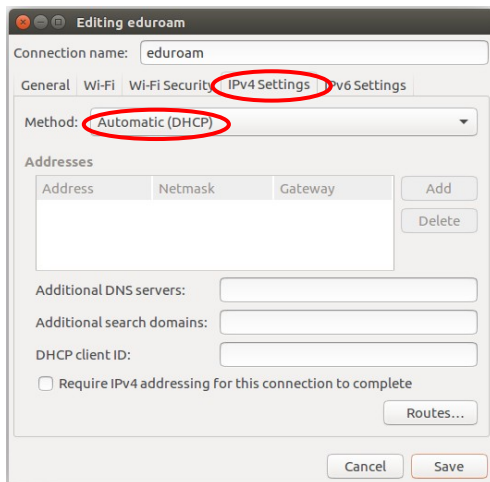 Editing eduroam
Connection name: eduroam
General Wi-Fi Wi-Fi Security IPv4 Settings IPv6 Settings
Method: Automatic (DHCP)
Addresses
Address Netmask Gateway Add
Delete
Additional DNS servers:
Additional search domains:
DHCP client ID:
Require IPv4 addressing for this connection to complete
Routes...
Cancel Save